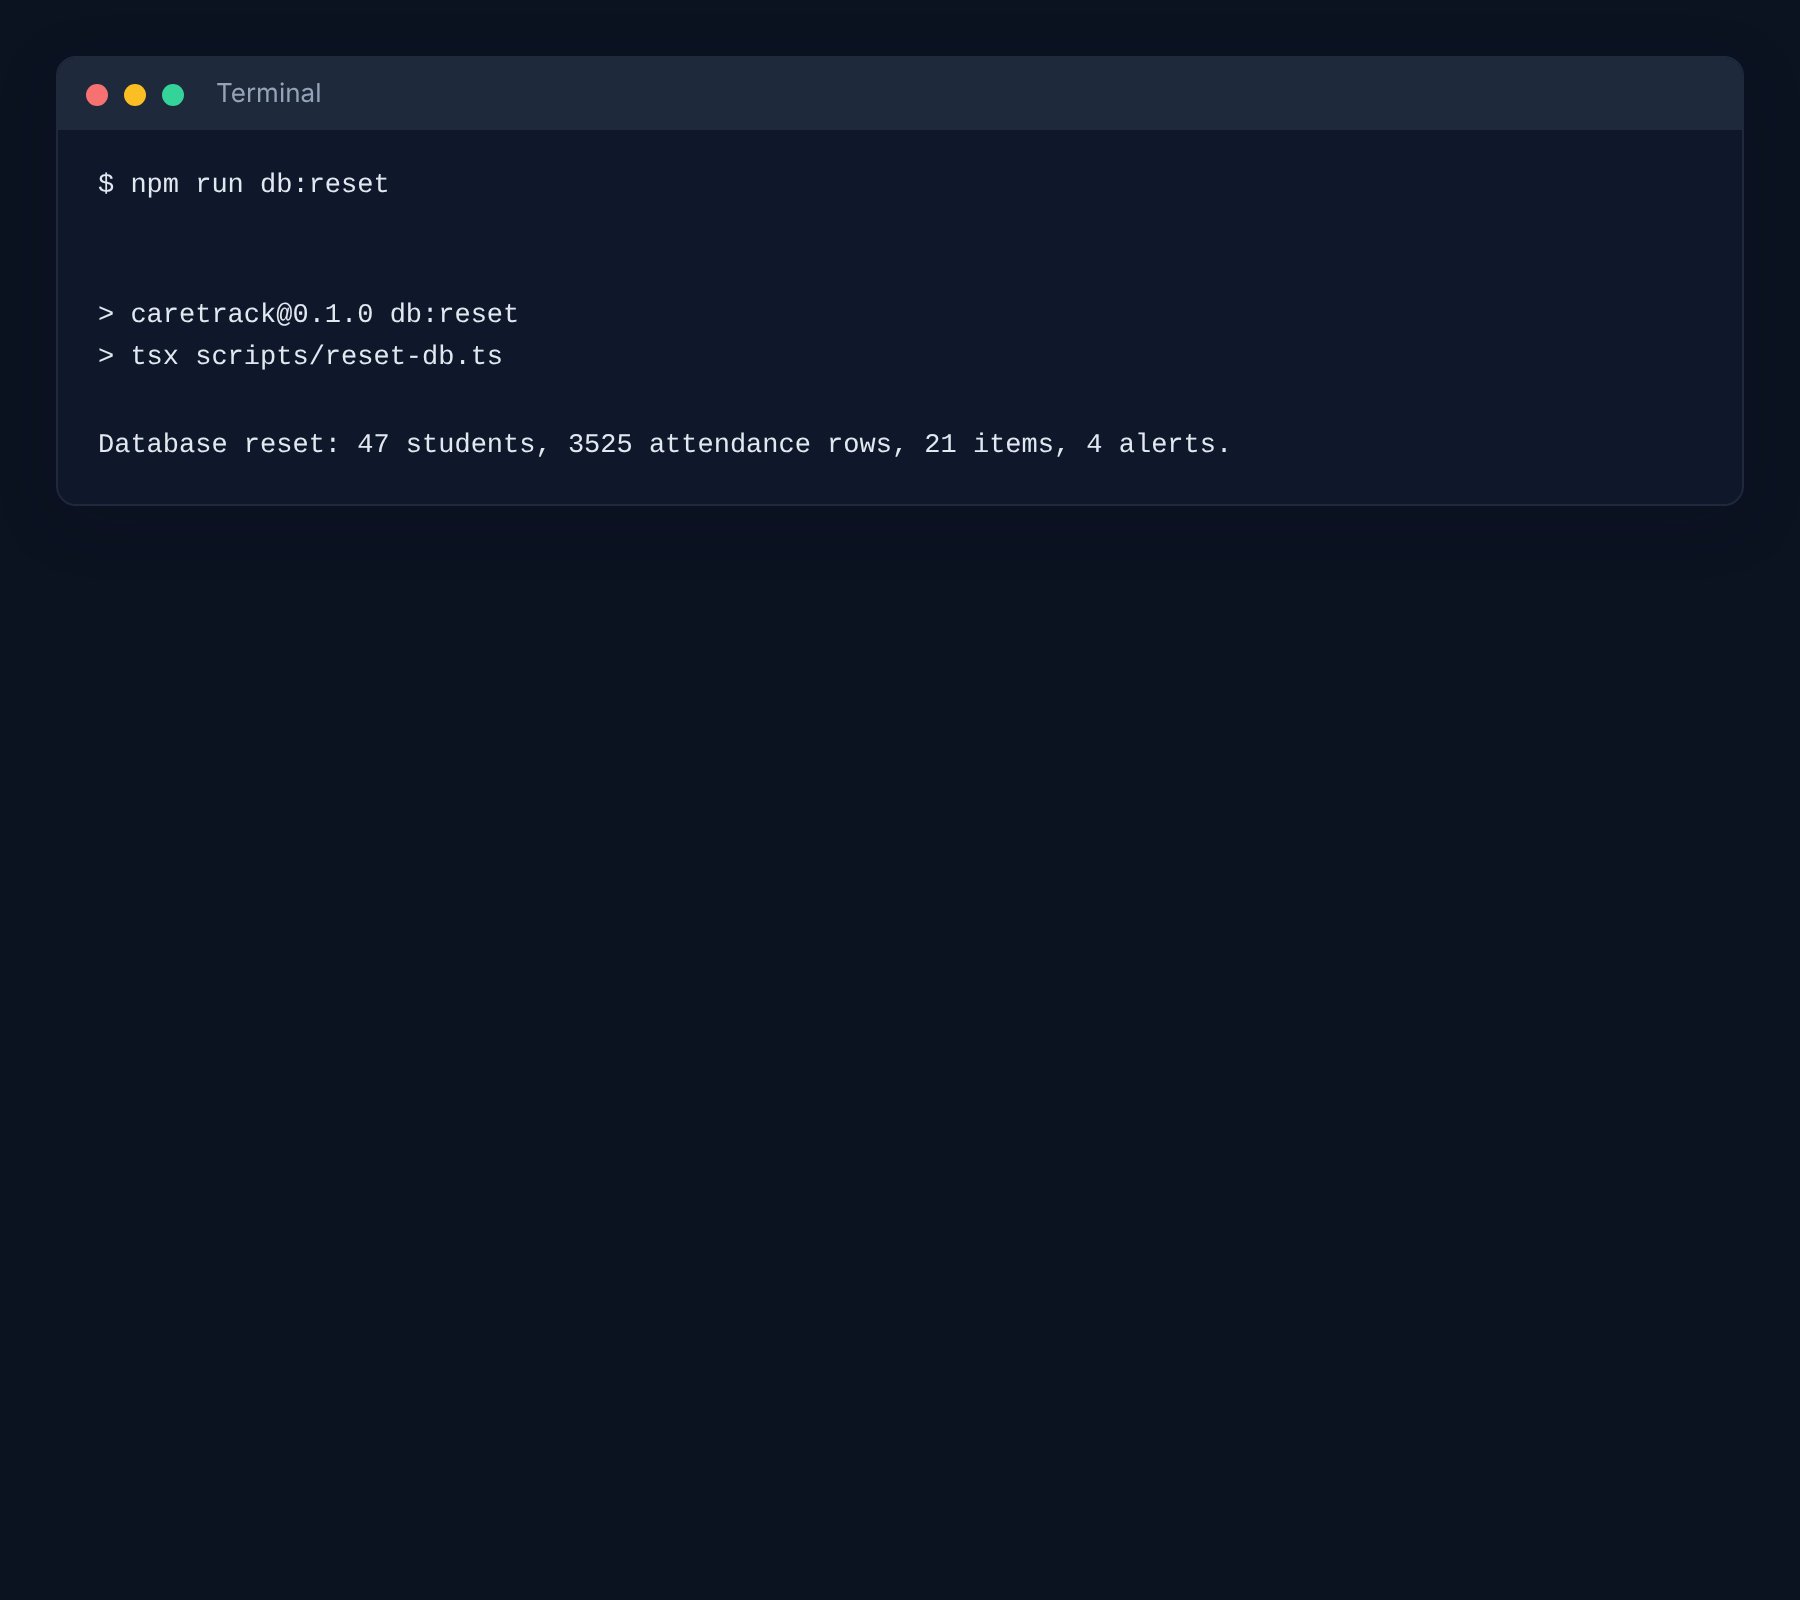 Terminal
$ npm run db:reset
> caretrack@0.1.0 db:reset
> tsx scripts/reset-db.ts
Database reset: 47 students, 3525 attendance rows, 21 items, 4 alerts.